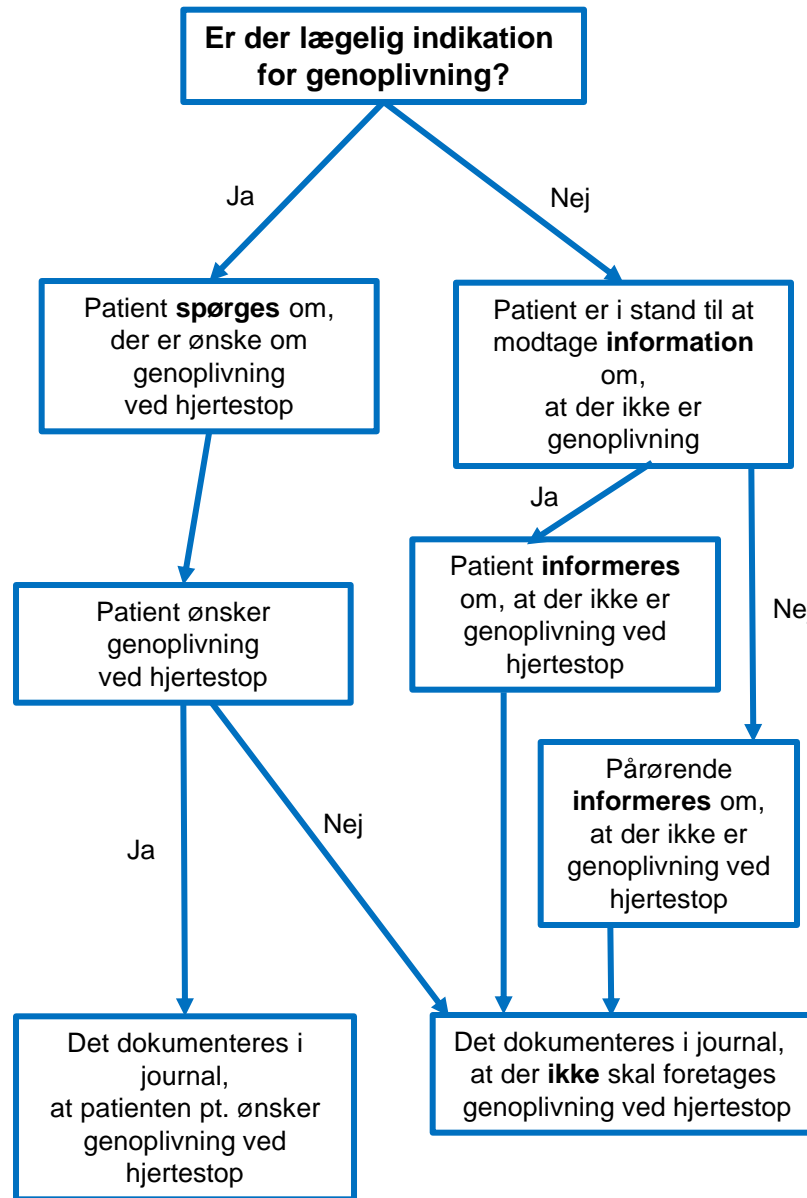 Er der lægelig indikation
for genoplivning?
Ja
Nej
Patient spørges om,
der er ønske om
genoplivning
ved hjertestop
Patient er i stand til at
modtage information
om,
at der ikke er
genoplivning
Ja
Patient informeres
om, at der ikke er
genoplivning ved
hjertestop
Ne
Patient ønsker
genoplivning
ved hjertestop
Pårørende
informeres om,
at der ikke er
genoplivning ved
hjertestop
Ja
Nej
Det dokumenteres i
journal,
at patienten pt. ønsker
genoplivning ved
hjertestop
Det dokumenteres i journal,
at der ikke skal foretages
genoplivning ved hjertestop